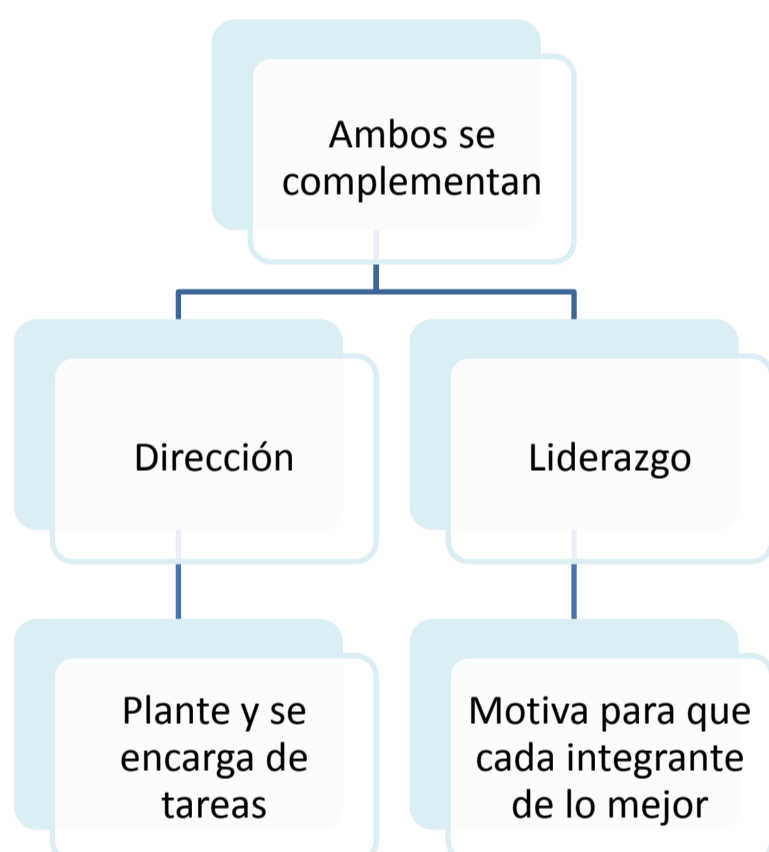 Ambos se
complementan
Dirección
Liderazgo
Plante y se
encarga de
tareas
Motiva para que
cada integrante
de lo mejor